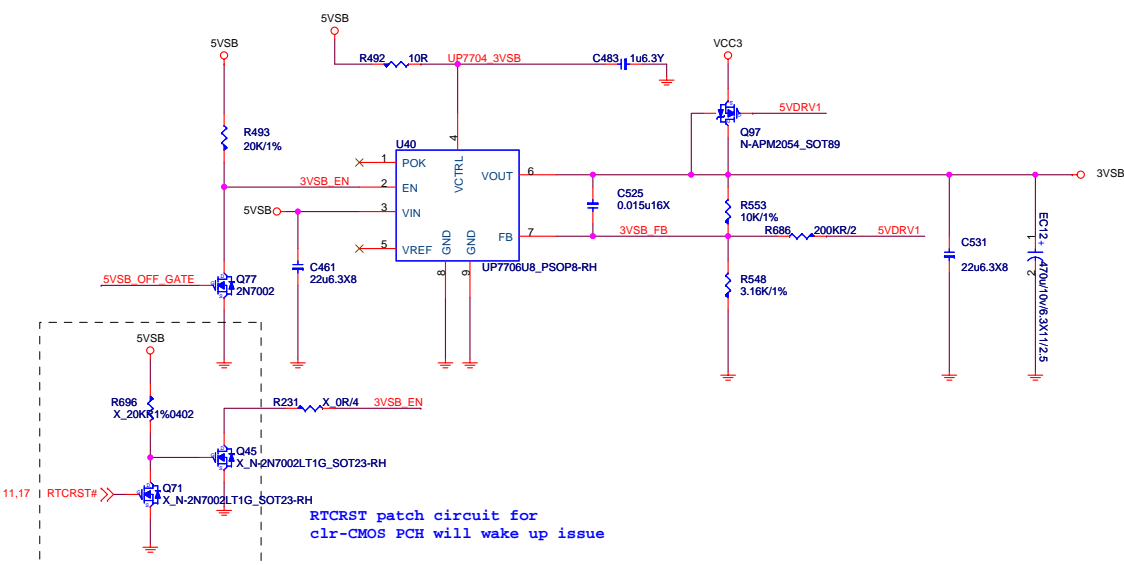 5VSB
5VSB
R492 10R
UP7704_3VSB
C483 1u6.3Y
VCC3
5VDRV1
Q97
N-APM2054_SOT89
R493
20K/1%
U40
1 POK
2 EN
3 VIN
5 VREF
4 VCTRL
VOUT 6
FB 7
GND 8
GND 9
UP7706U8_PSOP8-RH
3VSB_EN
5VSB
C461
22u6.3X8
C525
0.015u16X
3VSB_FB
R553
10K/1%
R686 200KR/2
5VDRV1
R548
3.16K/1%
3VSB
C531
22u6.3X8
EC12
1 +
2
470u/10v/6.3X11/2.5
5VSB_OFF_GATE
Q77
2N7002
5VSB
R696
X_20KR1%0402
R231 X_0R/4
3VSB_EN
Q45
X_N-2N7002LT1G_SOT23-RH
11,17 RTCRST#
Q71
X_N-2N7002LT1G_SOT23-RH
RTCRST patch circuit for
clr-CMOS PCH will wake up issue